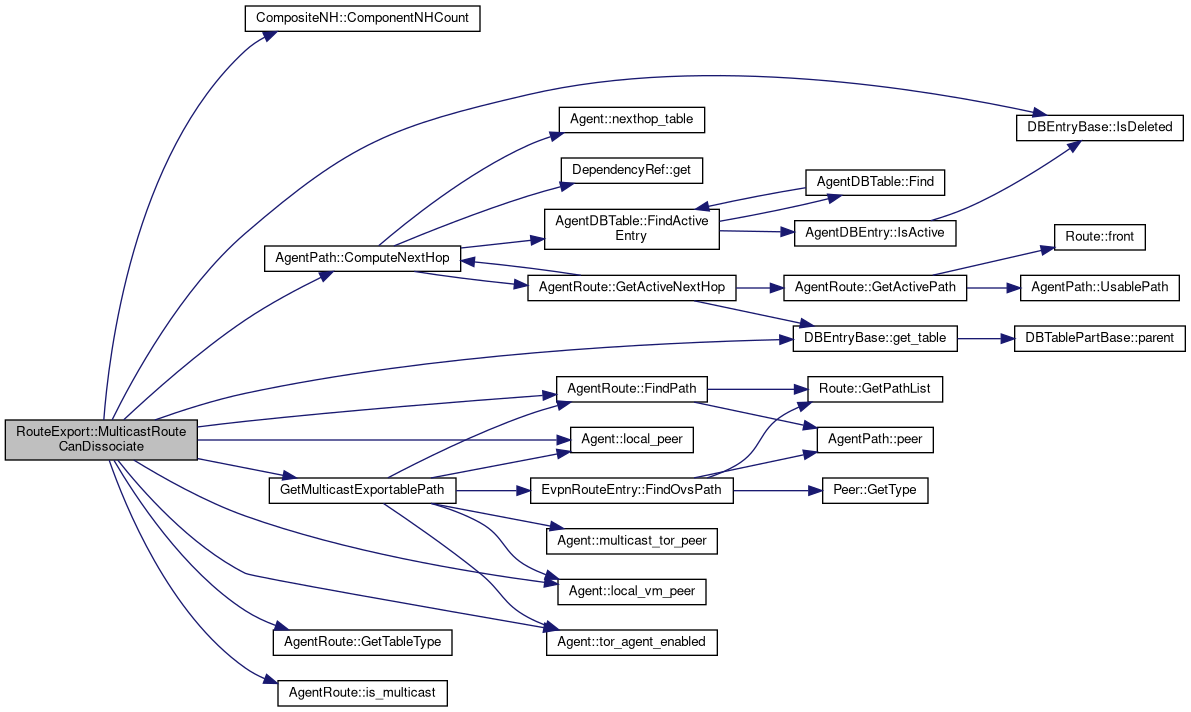 CompositeNH::ComponentNHCount
Agent::nexthop_table
DBEntryBase::IsDeleted
DependencyRef::get
AgentDBTable::Find
AgentDBTable::FindActive
Entry
AgentDBEntry::IsActive
Route::front
AgentPath::ComputeNextHop
AgentRoute::GetActiveNextHop
AgentRoute::GetActivePath
AgentPath::UsablePath
DBEntryBase::get_table
DBTablePartBase::parent
AgentRoute::FindPath
Route::GetPathList
RouteExport::MulticastRoute
CanDissociate
Agent::local_peer
AgentPath::peer
GetMulticastExportablePath
EvpnRouteEntry::FindOvsPath
Peer::GetType
Agent::multicast_tor_peer
Agent::local_vm_peer
AgentRoute::GetTableType
Agent::tor_agent_enabled
AgentRoute::is_multicast